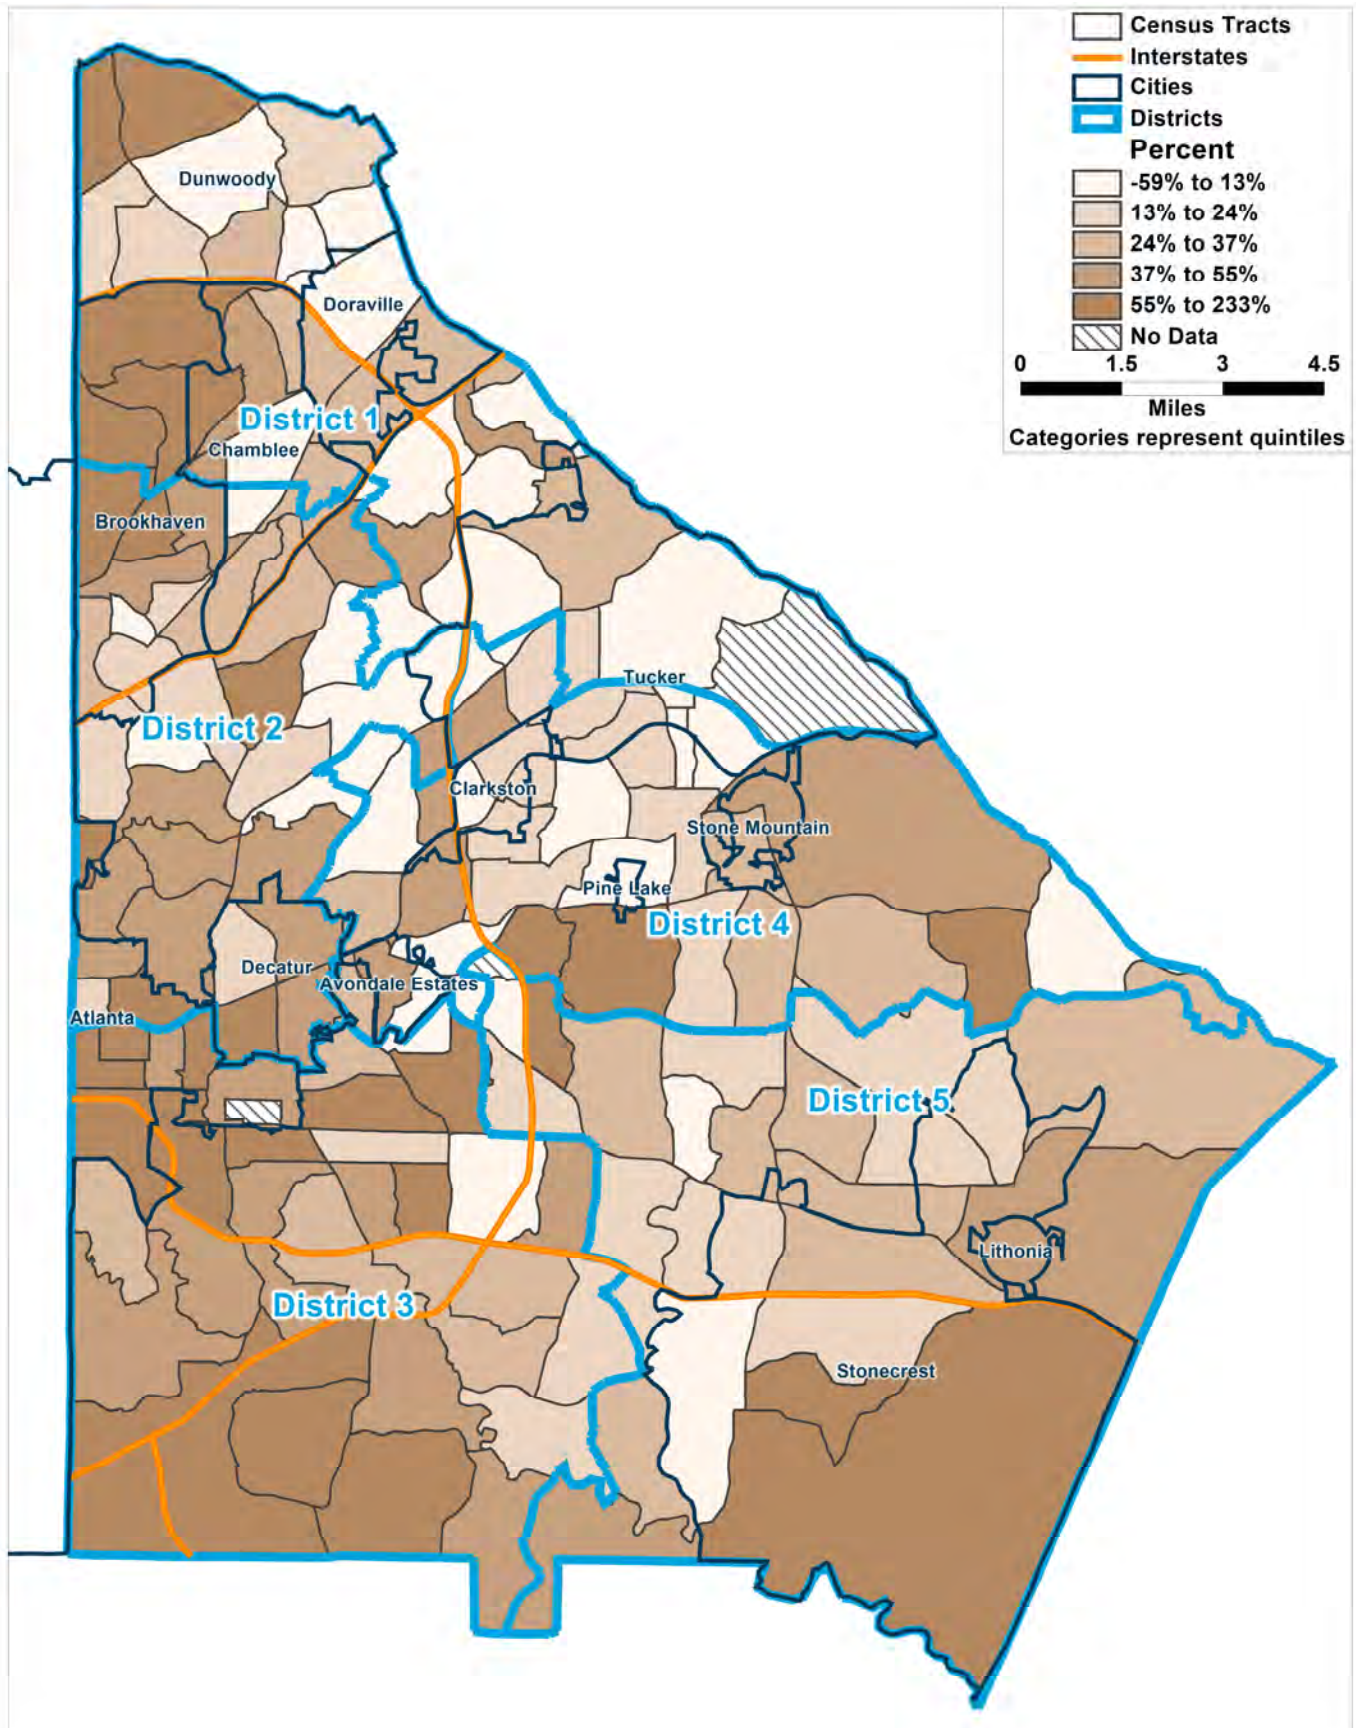 Census Tracts
Interstates
Cities
Districts
Percent
-59% to 13%
13% to 24%
24% to 37%
37% to 55%
55% to 233%
No Data
0 1.5 3 4.5
Miles
Categories represent quintiles
Dunwoody
Doraville
District 1
Chamblee
Brookhaven
Tucker
District 2
Clarkston
Stone Mountain
Pine Lake
District 4
Decatur
Avondale Estates
Atlanta
District 5
Lithonia
District 3
Stonecrest